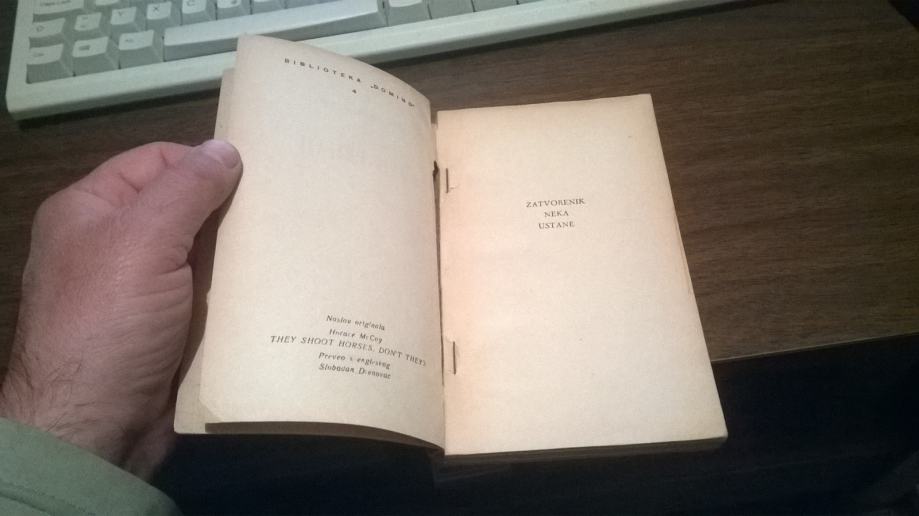 BIBLIOTEKA „DOMINO"
4
Naslov originala
Horace McCoy
THEY SHOOT HORSES, DON'T THEY?
Preveo s engleskog
Slobodan
ZATVORENIK
NEKA
USTANE